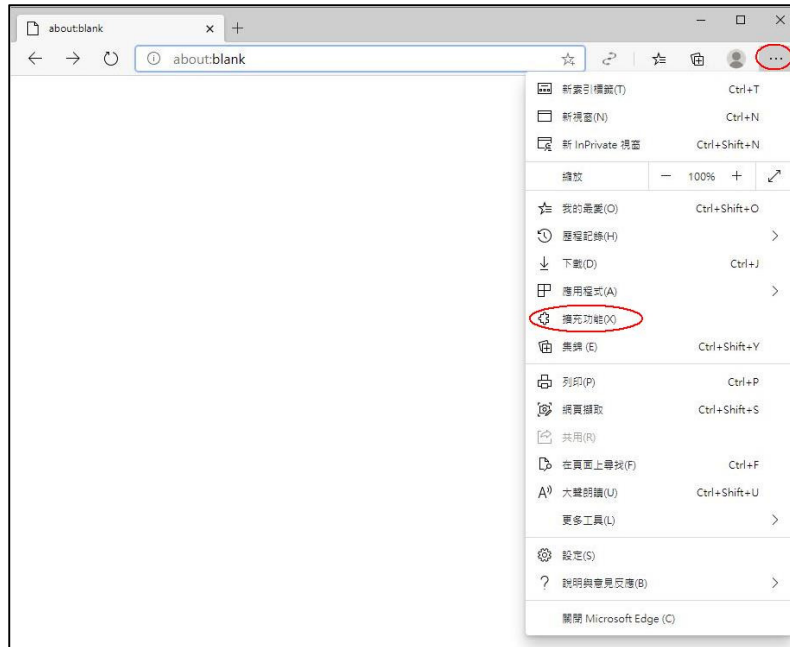 about:blank
about:blank
新索引標籤(T) Ctrl+T
新視窗(N) Ctrl+N
新 InPrivate 視窗 Ctrl+Shift+N
縮放 — 100% +
我的最愛(O) Ctrl+Shift+O
歷程記錄(H)
下載(D) Ctrl+J
應用程式(A)
擴充功能(X)
集錦 (E) Ctrl+Shift+Y
列印(P) Ctrl+P
網頁擷取 Ctrl+Shift+S
共用(R)
在頁面上尋找(F) Ctrl+F
大聲朗讀(U) Ctrl+Shift+U
更多工具(L)
設定(S)
說明與意見反應(B)
關閉 Microsoft Edge (C)